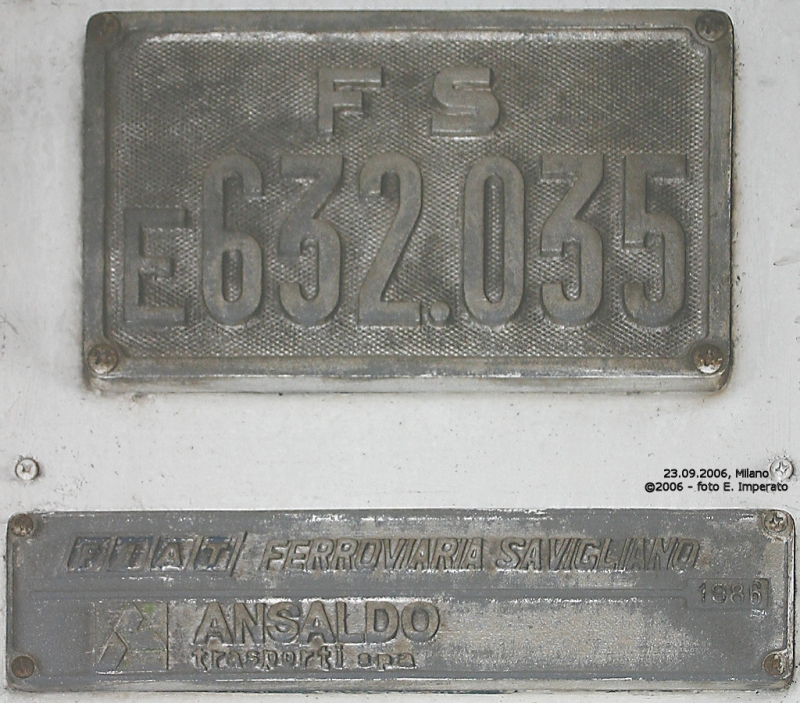 F S
E632.035
23.09.2006, Milano
©2006 - foto E. Imperato
FIAT FERROVIARIA SAVIGLIANO
1986
ANSALDO
trasporti spa